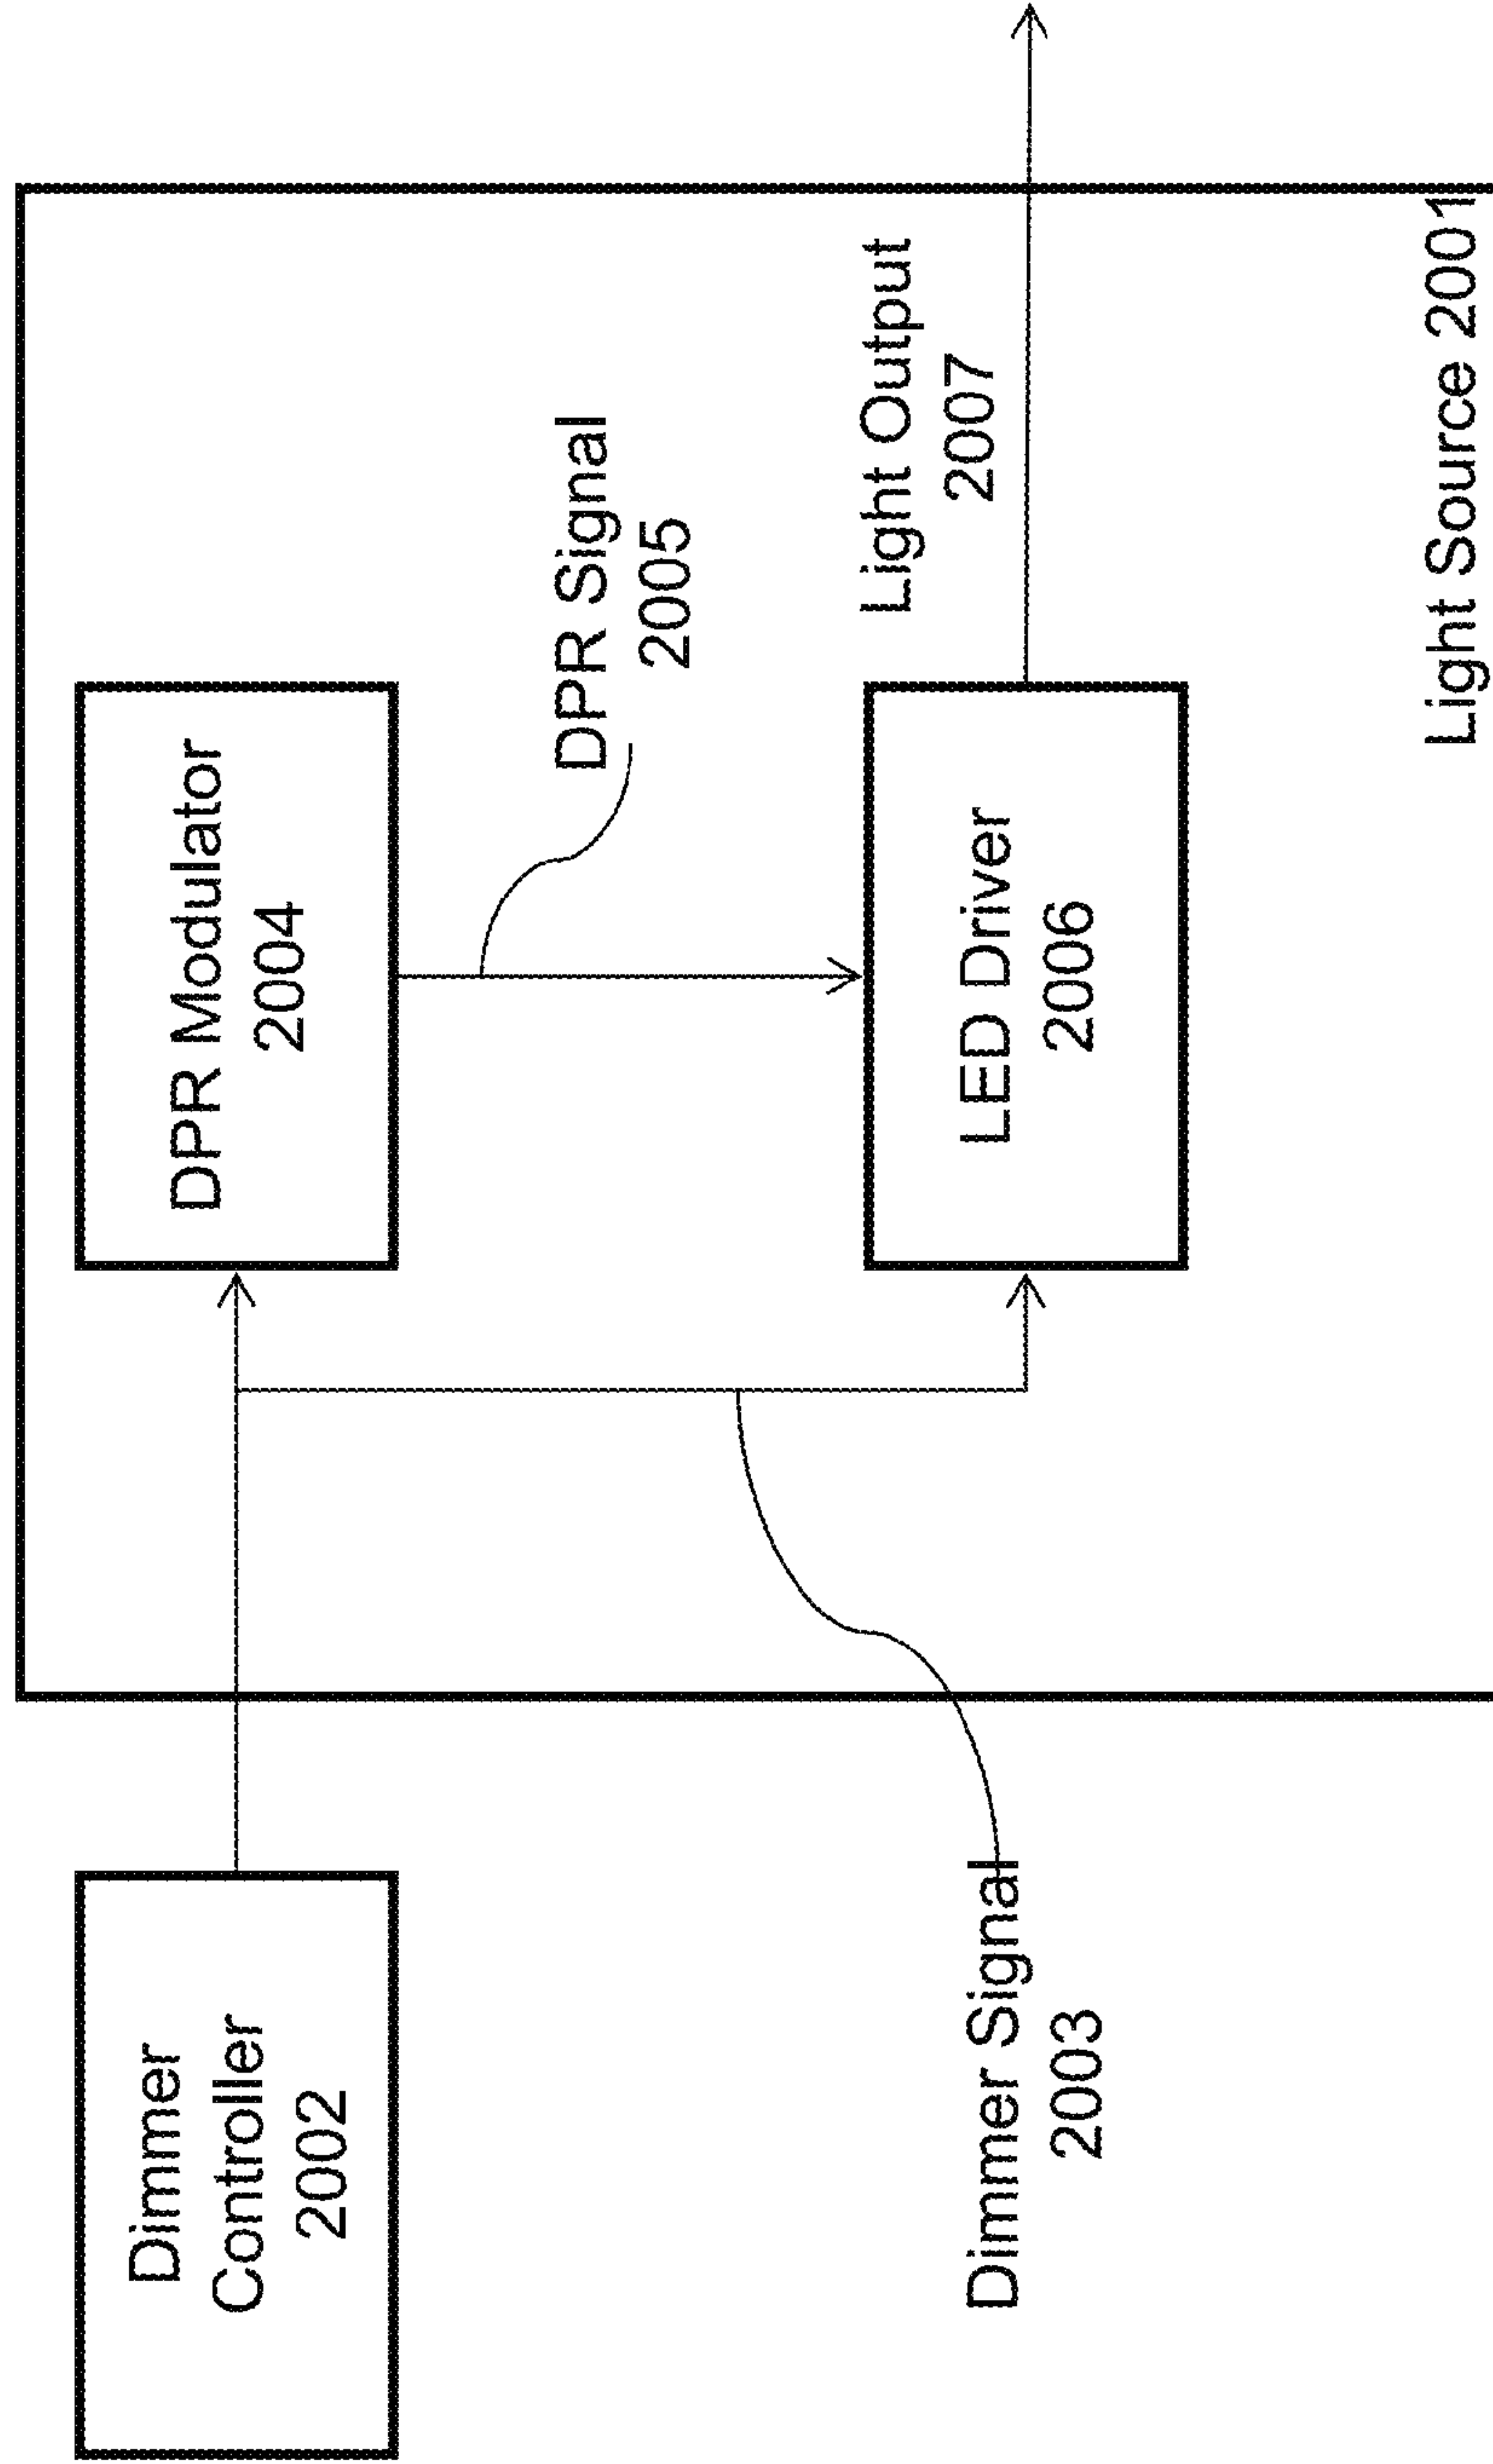 Dimmer
Controller
2002
DPR Modulator
2004
DPR Signal
2005
Dimmer Signal
2003
LED Driver
2006
Light Output
2007
Light Source 2001